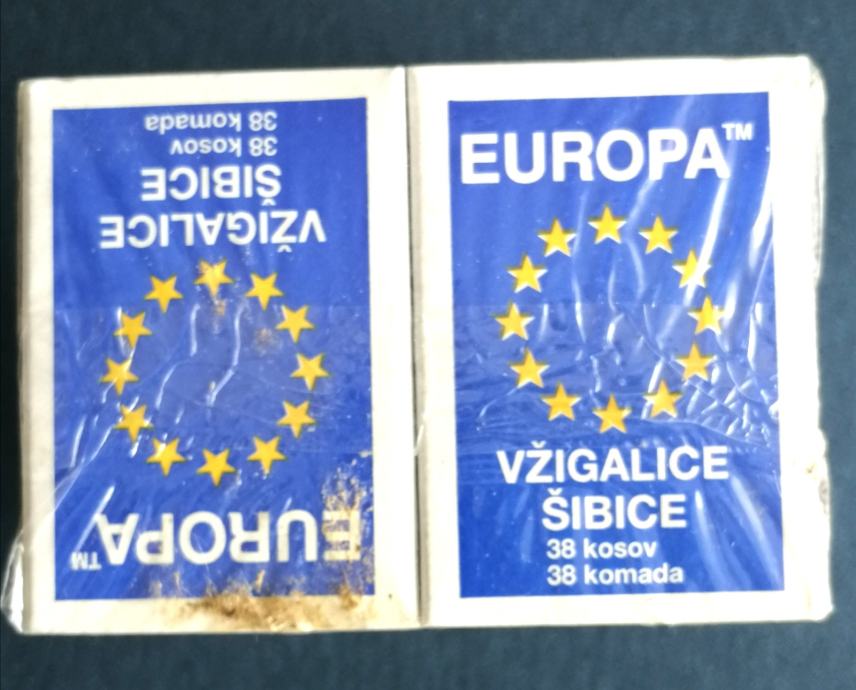 EUROPA™
VŽIGALICE
ŠIBICE
38 kosov
38 komada
EUROPA™
VŽIGALICE
ŠIBICE
38 kosov
38 komada